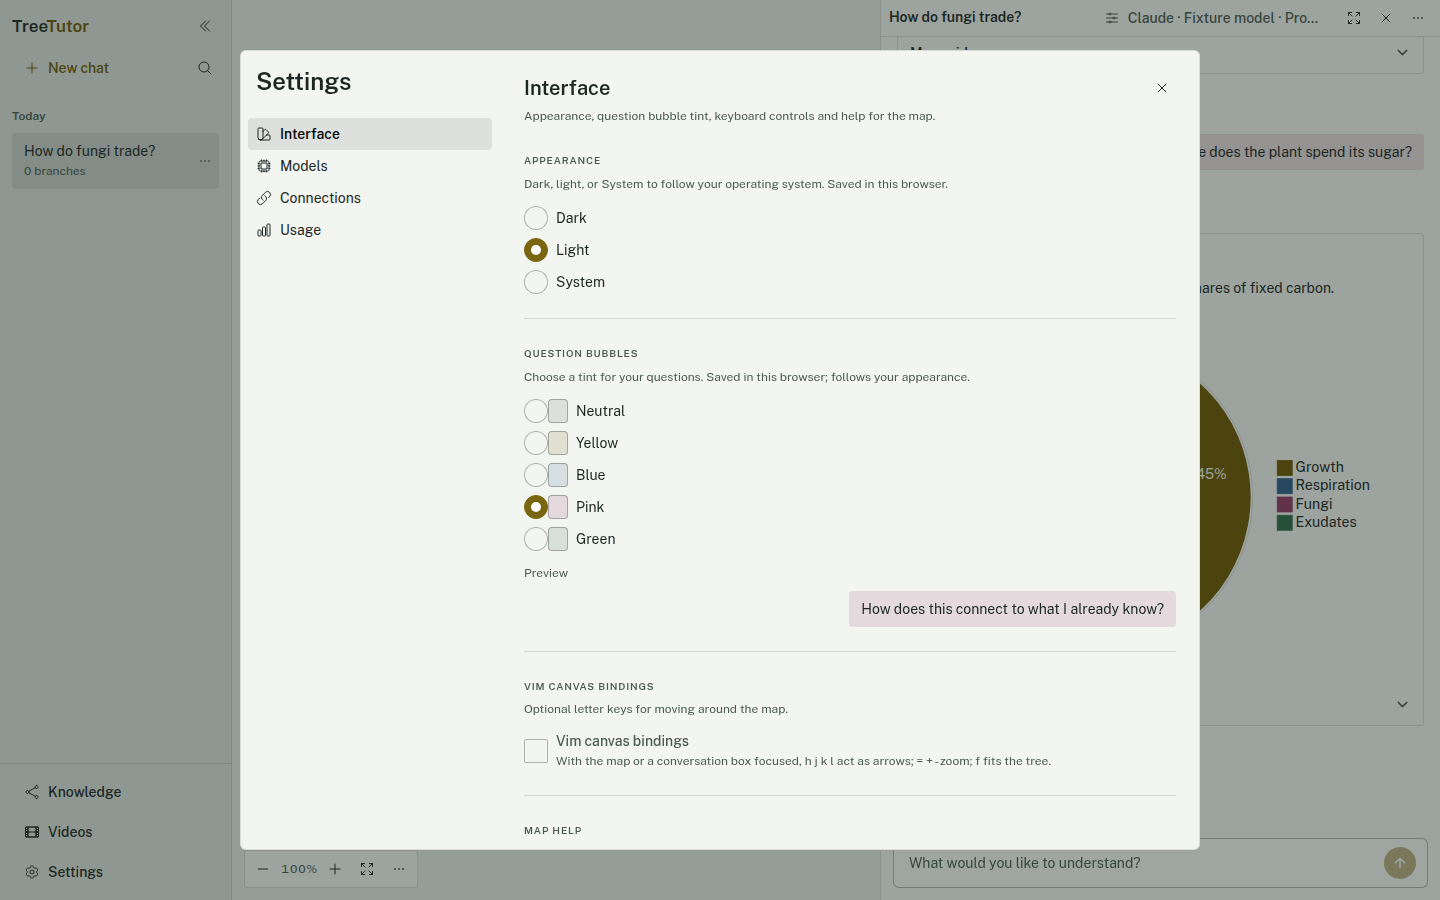 TreeTutor
New chat
Today
How do fungi trade?
0 branches
Knowledge
Videos
Settings
Settings
Interface
Models
Connections
Usage
Interface
Appearance, question bubble tint, keyboard controls and help for the map.
APPEARANCE
Dark, light, or System to follow your operating system. Saved in this browser.
Dark
Light
System
QUESTION BUBBLES
Choose a tint for your questions. Saved in this browser; follows your appearance.
Neutral
Yellow
Blue
Pink
Green
Preview
How does this connect to what I already know?
VIM CANVAS BINDINGS
Optional letter keys for moving around the map.
Vim canvas bindings
With the map or a conversation box focused, h j k l act as arrows; = + - zoom; f fits the tree.
MAP HELP
100%
How do fungi trade?
Claude · Fixture model · Pro...
does the plant spend its sugar?
of fixed carbon.
45%
Growth
Respiration
Fungi
Exudates
What would you like to understand?